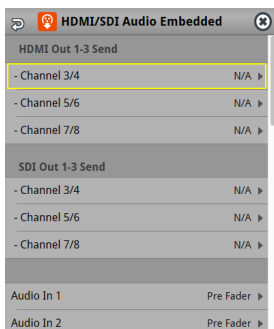 HDMI/SDI Audio Embedded
HDMI Out 1-3 Send
- Channel 3/4 N/A
- Channel 5/6 N/A
- Channel 7/8 N/A
SDI Out 1-3 Send
- Channel 3/4 N/A
- Channel 5/6 N/A
- Channel 7/8 N/A
Audio In 1 Pre Fader
Audio In 2 Pre Fader